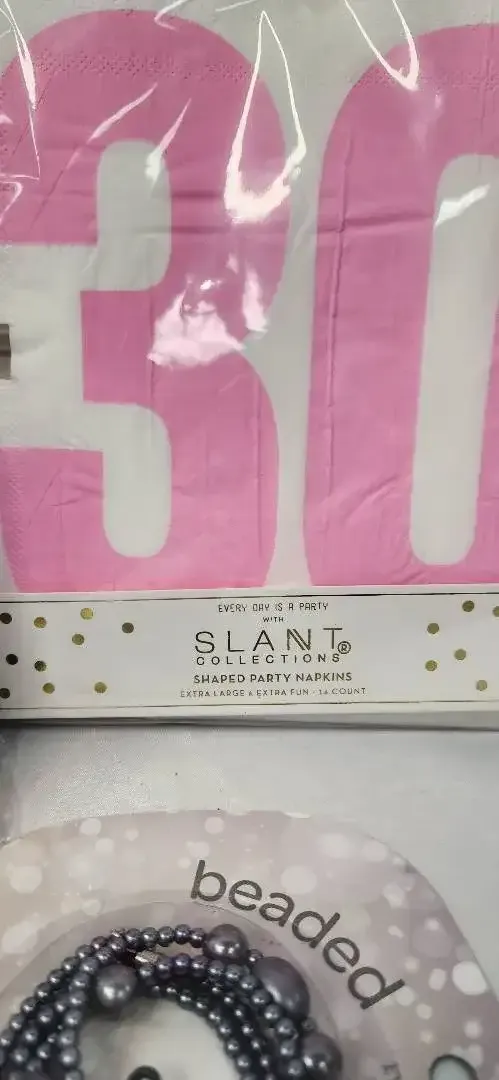 30
EVERY DAY IS A PARTY
WITH
SLANT®
COLLECTIONS
SHAPED PARTY NAPKINS
EXTRA LARGE & EXTRA FUN · 16 COUNT
beaded